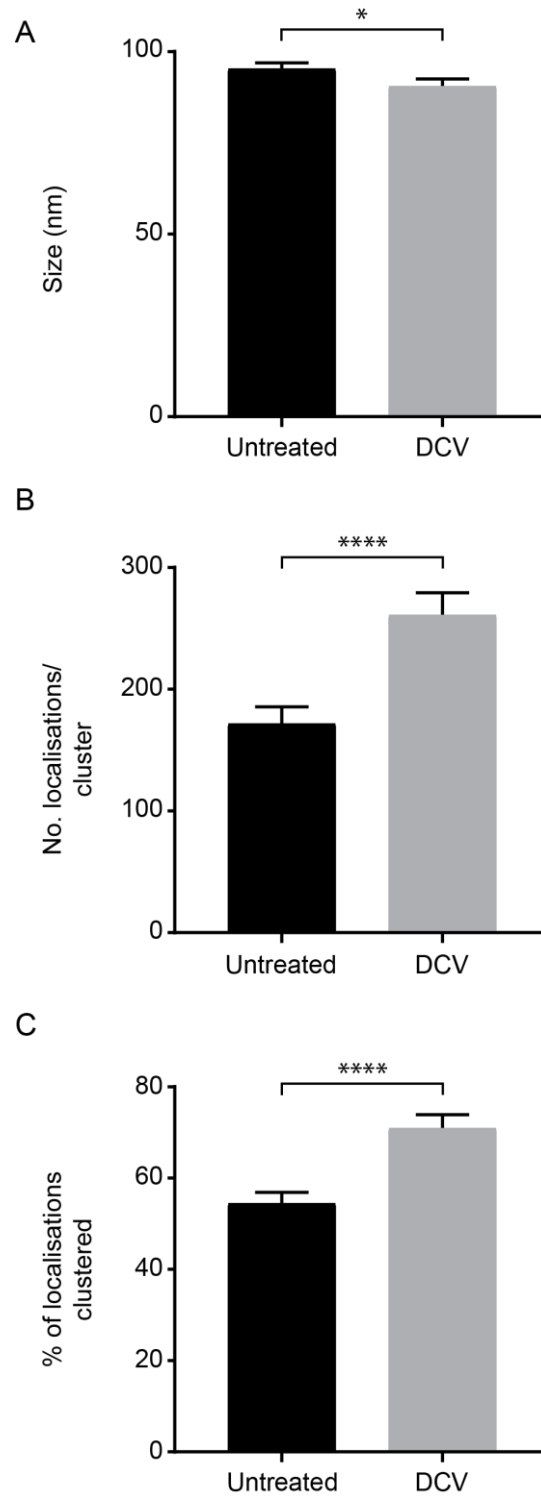 A
*
100
50
0
Size (nm)
Untreated
DCV
B
****
300
200
100
0
No. localisations/
cluster
Untreated
DCV
C
****
80
60
40
20
0
% of localisations
clustered
Untreated
DCV